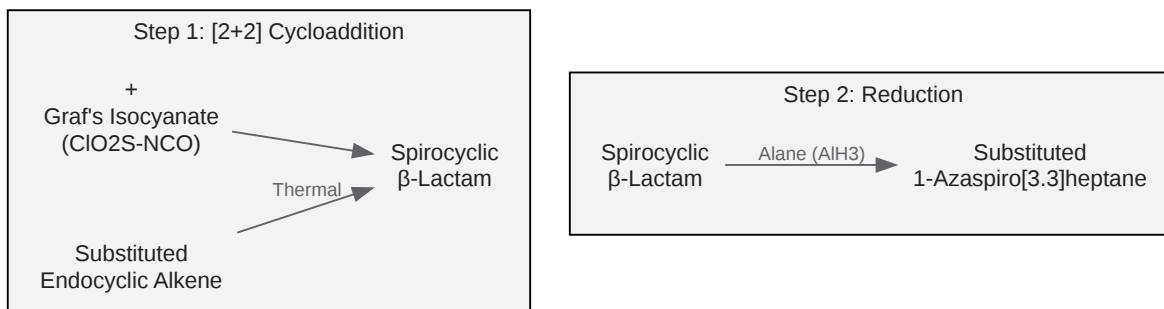 Step 1: [2+2] Cycloaddition
+
Graf's Isocyanate
(ClO2S-NCO)
Spirocyclic
β-Lactam
Thermal
Substituted
Endocyclic Alkene
Step 2: Reduction
Spirocyclic
β-Lactam
Alane (AlH3)
Substituted
1-Azaspiro[3.3]heptane